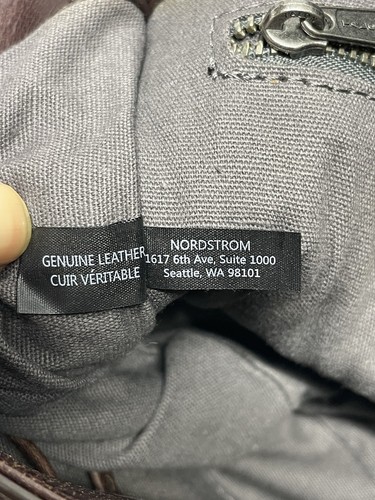 GENUINE LEATHER
CUIR VÉRITABLE
NORDSTROM
1617 6th Ave, Suite 1000
Seattle, WA 98101